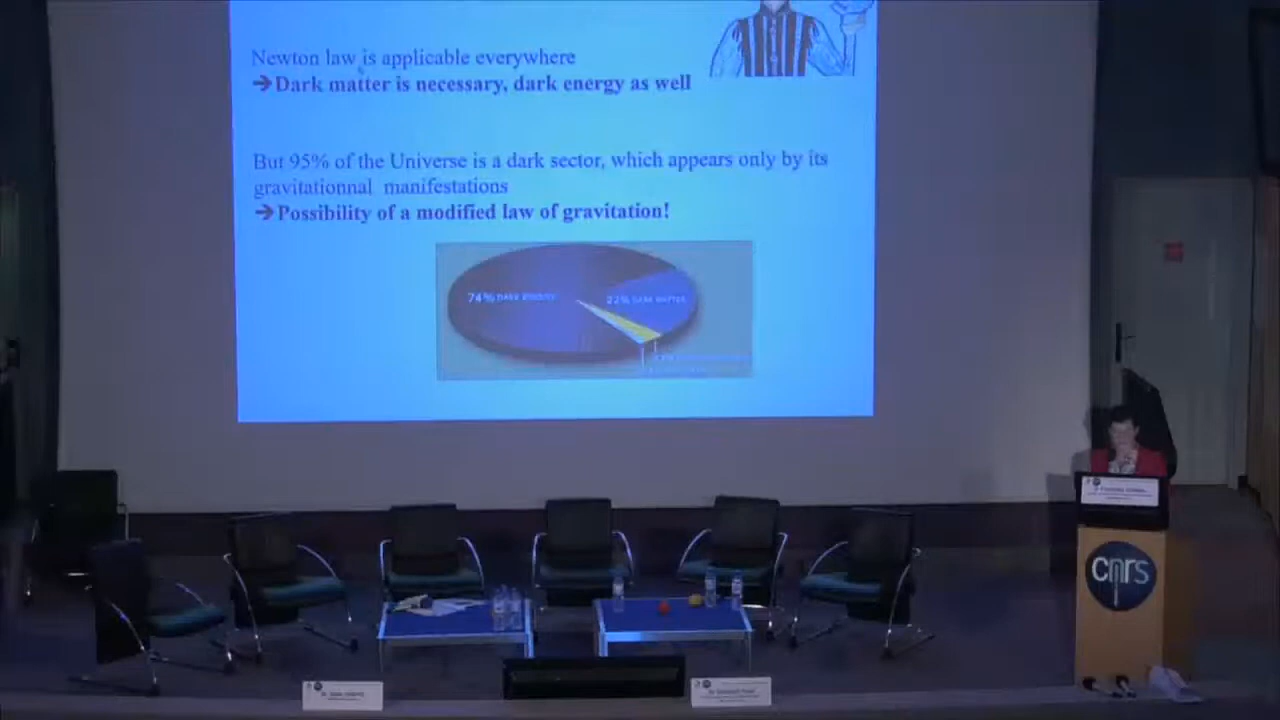 Newton law is applicable everywhere
➔ Dark matter is necessary, dark energy as well
But 95% of the Universe is a dark sector, which appears only by its
gravitationnal manifestations
➔ Possibility of a modified law of gravitation!
74% DARK ENERGY
22% DARK MATTER
cnrs